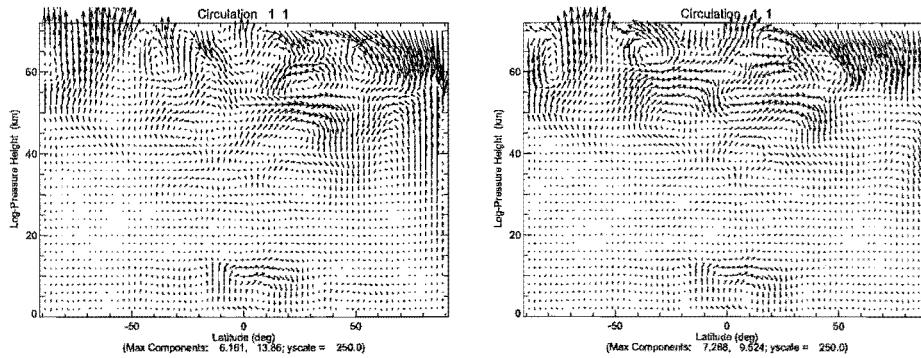 Circulation 1 1
Log-Pressure Height (km)
60
40
20
0
-50
0
50
Latitude (deg)
(Max Components: 6.161, 13.86; yscale = 250.0)
Circulation 1 1
Log-Pressure Height (km)
60
40
20
0
-50
0
50
Latitude (deg)
(Max Components: 7.268, 9.524; yscale = 250.0)